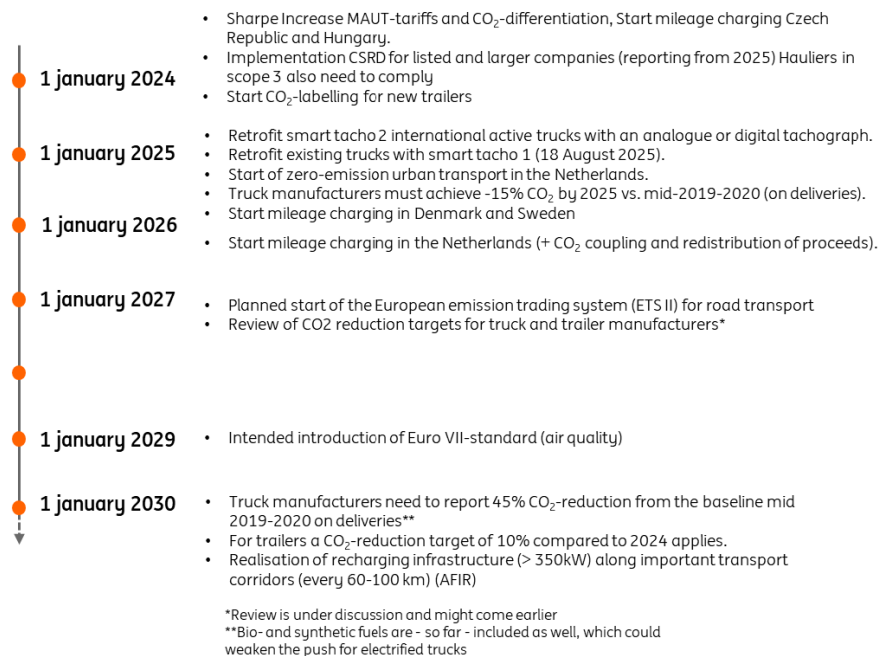 • Sharpe Increase MAUT-tariffs and CO₂-differentiation, Start mileage charging Czech
Republic and Hungary.
• Implementation CSRD for listed and larger companies (reporting from 2025) Hauliers in
scope 3 also need to comply
• Start CO₂-labelling for new trailers
1 january 2024
• Retrofit smart tacho 2 international active trucks with an analogue or digital tachograph.
• Retrofit existing trucks with smart tacho 1 (18 August 2025).
• Start of zero-emission urban transport in the Netherlands.
• Truck manufacturers must achieve -15% CO₂ by 2025 vs. mid-2019-2020 (on deliveries).
1 january 2025
• Start mileage charging in Denmark and Sweden
• Start mileage charging in the Netherlands (+ CO₂ coupling and redistribution of proceeds).
1 january 2026
1 january 2027
• Planned start of the European emission trading system (ETS II) for road transport
• Review of CO2 reduction targets for truck and trailer manufacturers*
1 january 2029
• Intended introduction of Euro VII-standard (air quality)
1 january 2030
• Truck manufacturers need to report 45% CO₂-reduction from the baseline mid
2019-2020 on deliveries**
• For trailers a CO₂-reduction target of 10% compared to 2024 applies.
• Realisation of recharging infrastructure (> 350kW) along important transport
corridors (every 60-100 km) (AFIR)
*Review is under discussion and might come earlier
**Bio- and synthetic fuels are - so far - included as well, which could
weaken the push for electrified trucks